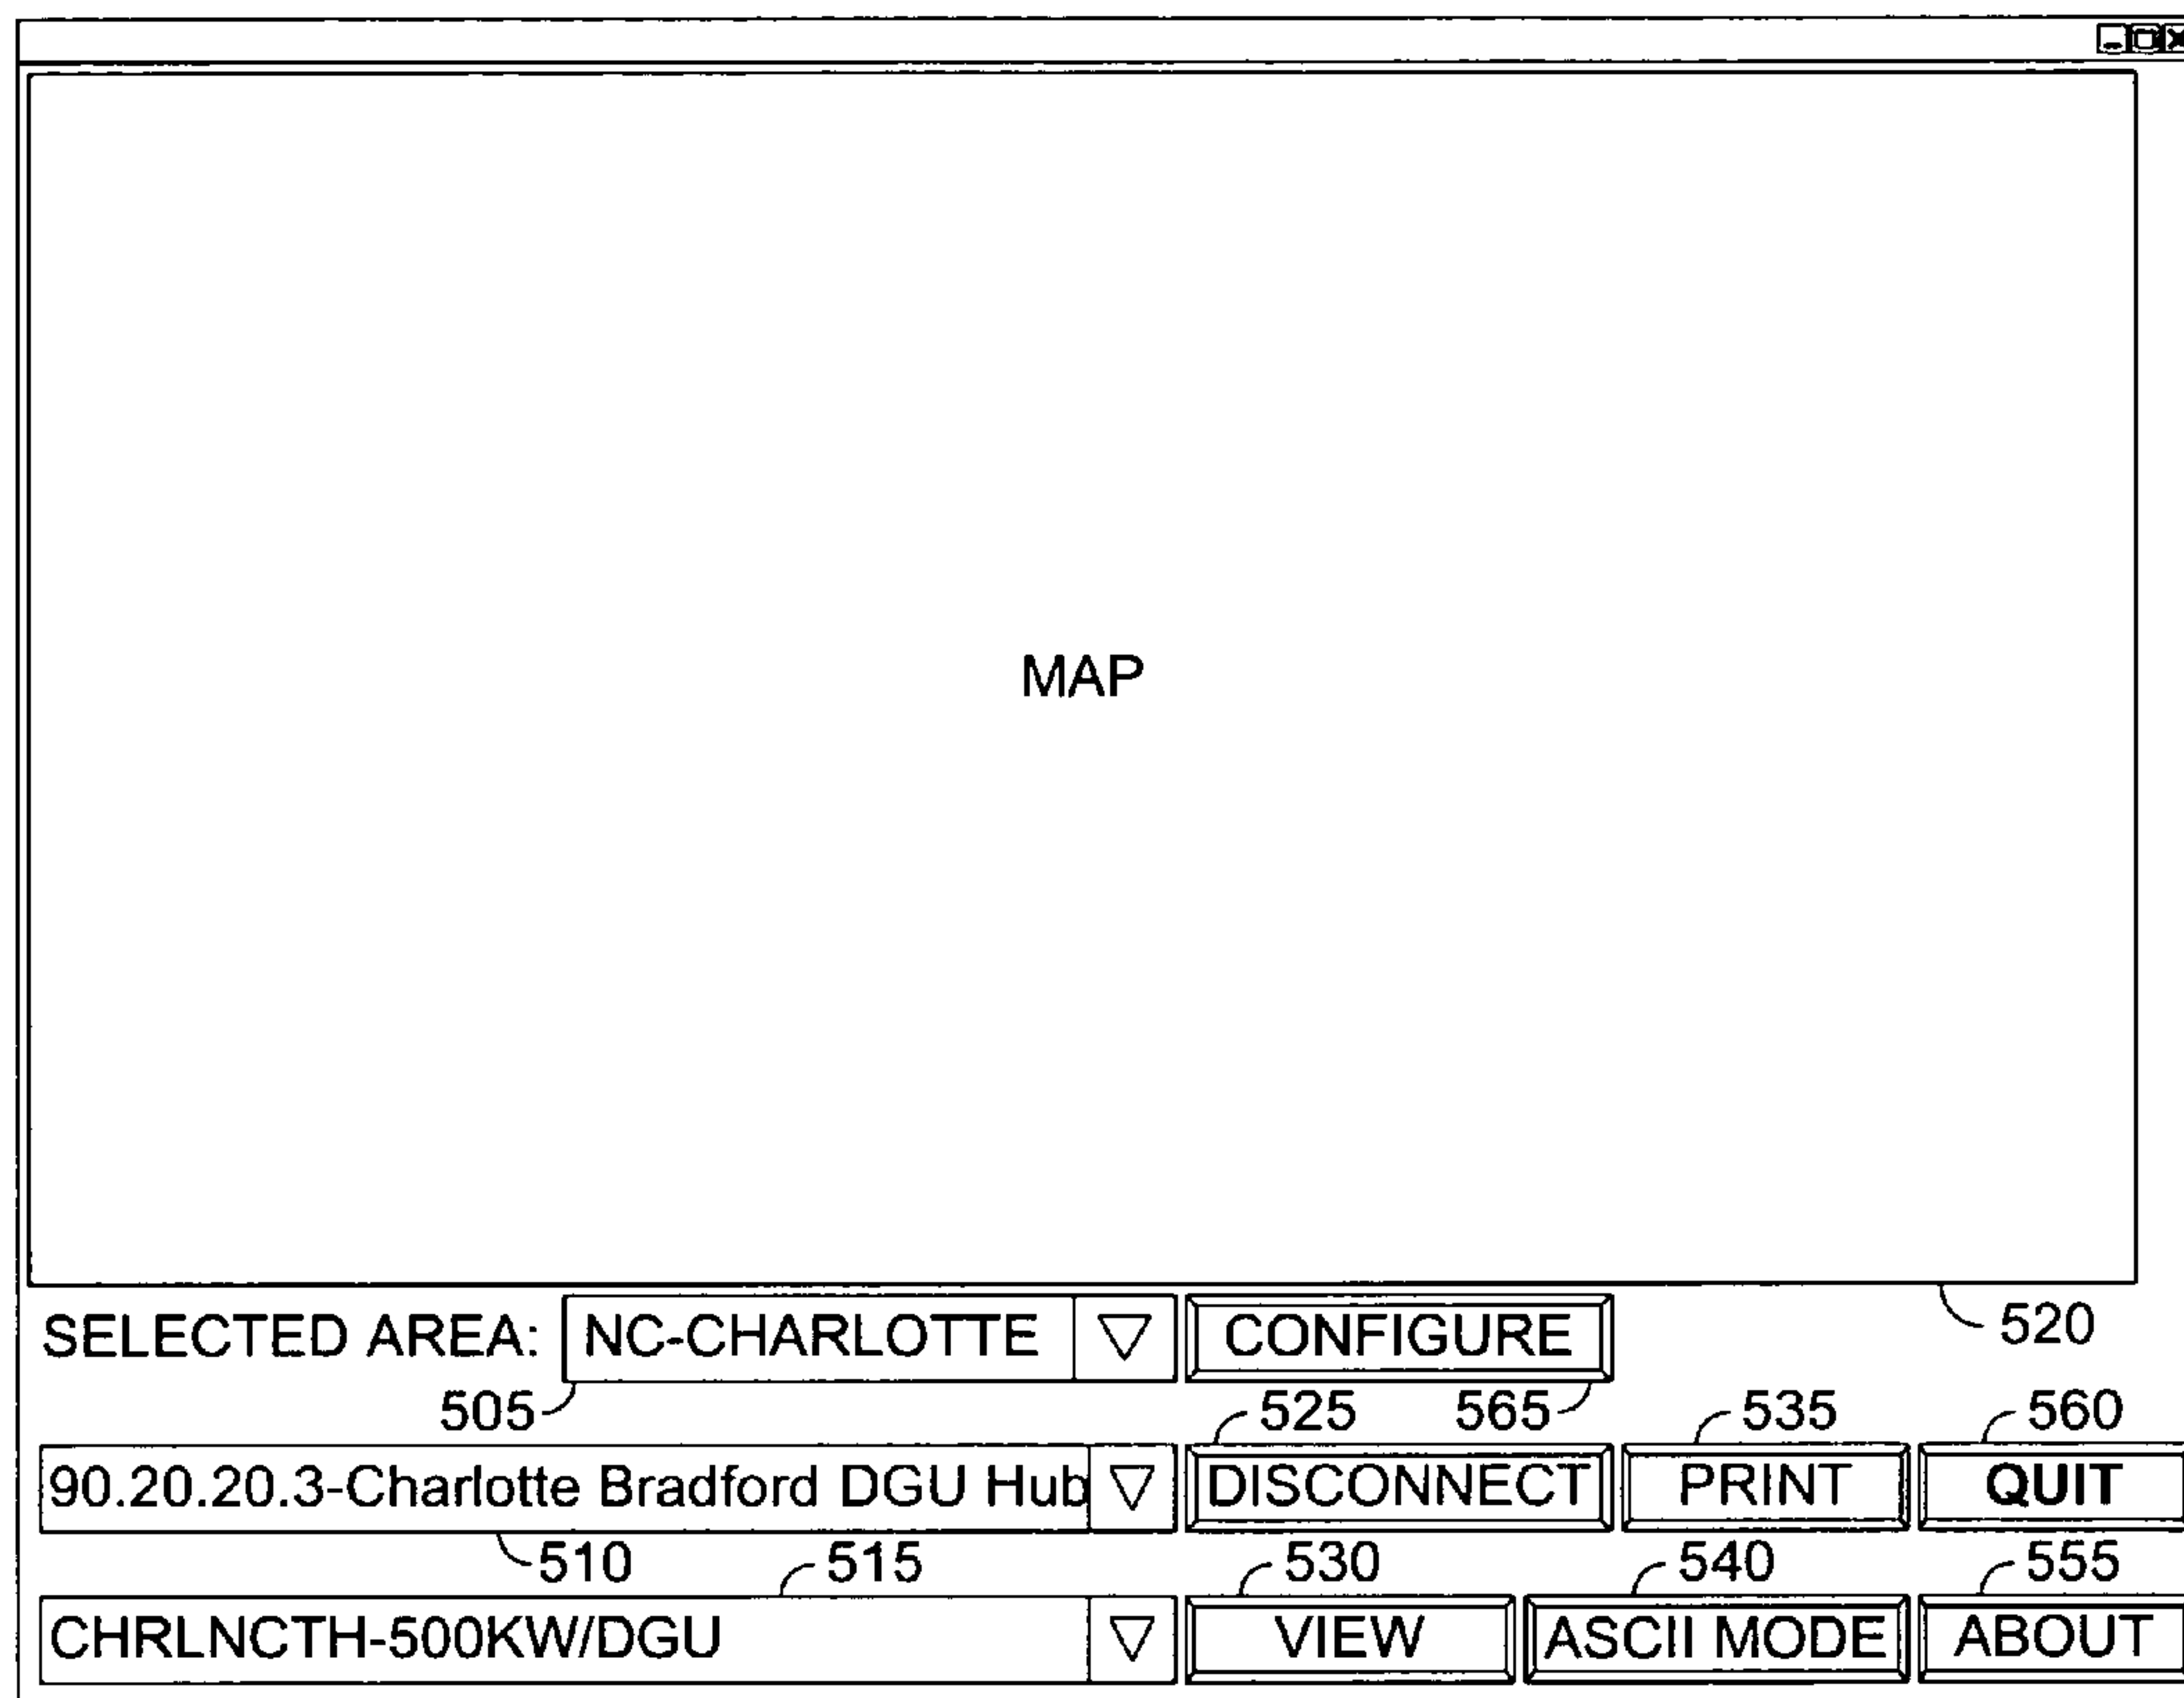 MAP
520
SELECTED AREA: NC-CHARLOTTE CONFIGURE
505 525 565 535 560
90.20.20.3-Charlotte Bradford DGU Hub DISCONNECT PRINT QUIT
510 515 530 540 555
CHRLNCTH-500KW/DGU VIEW ASCII MODE ABOUT